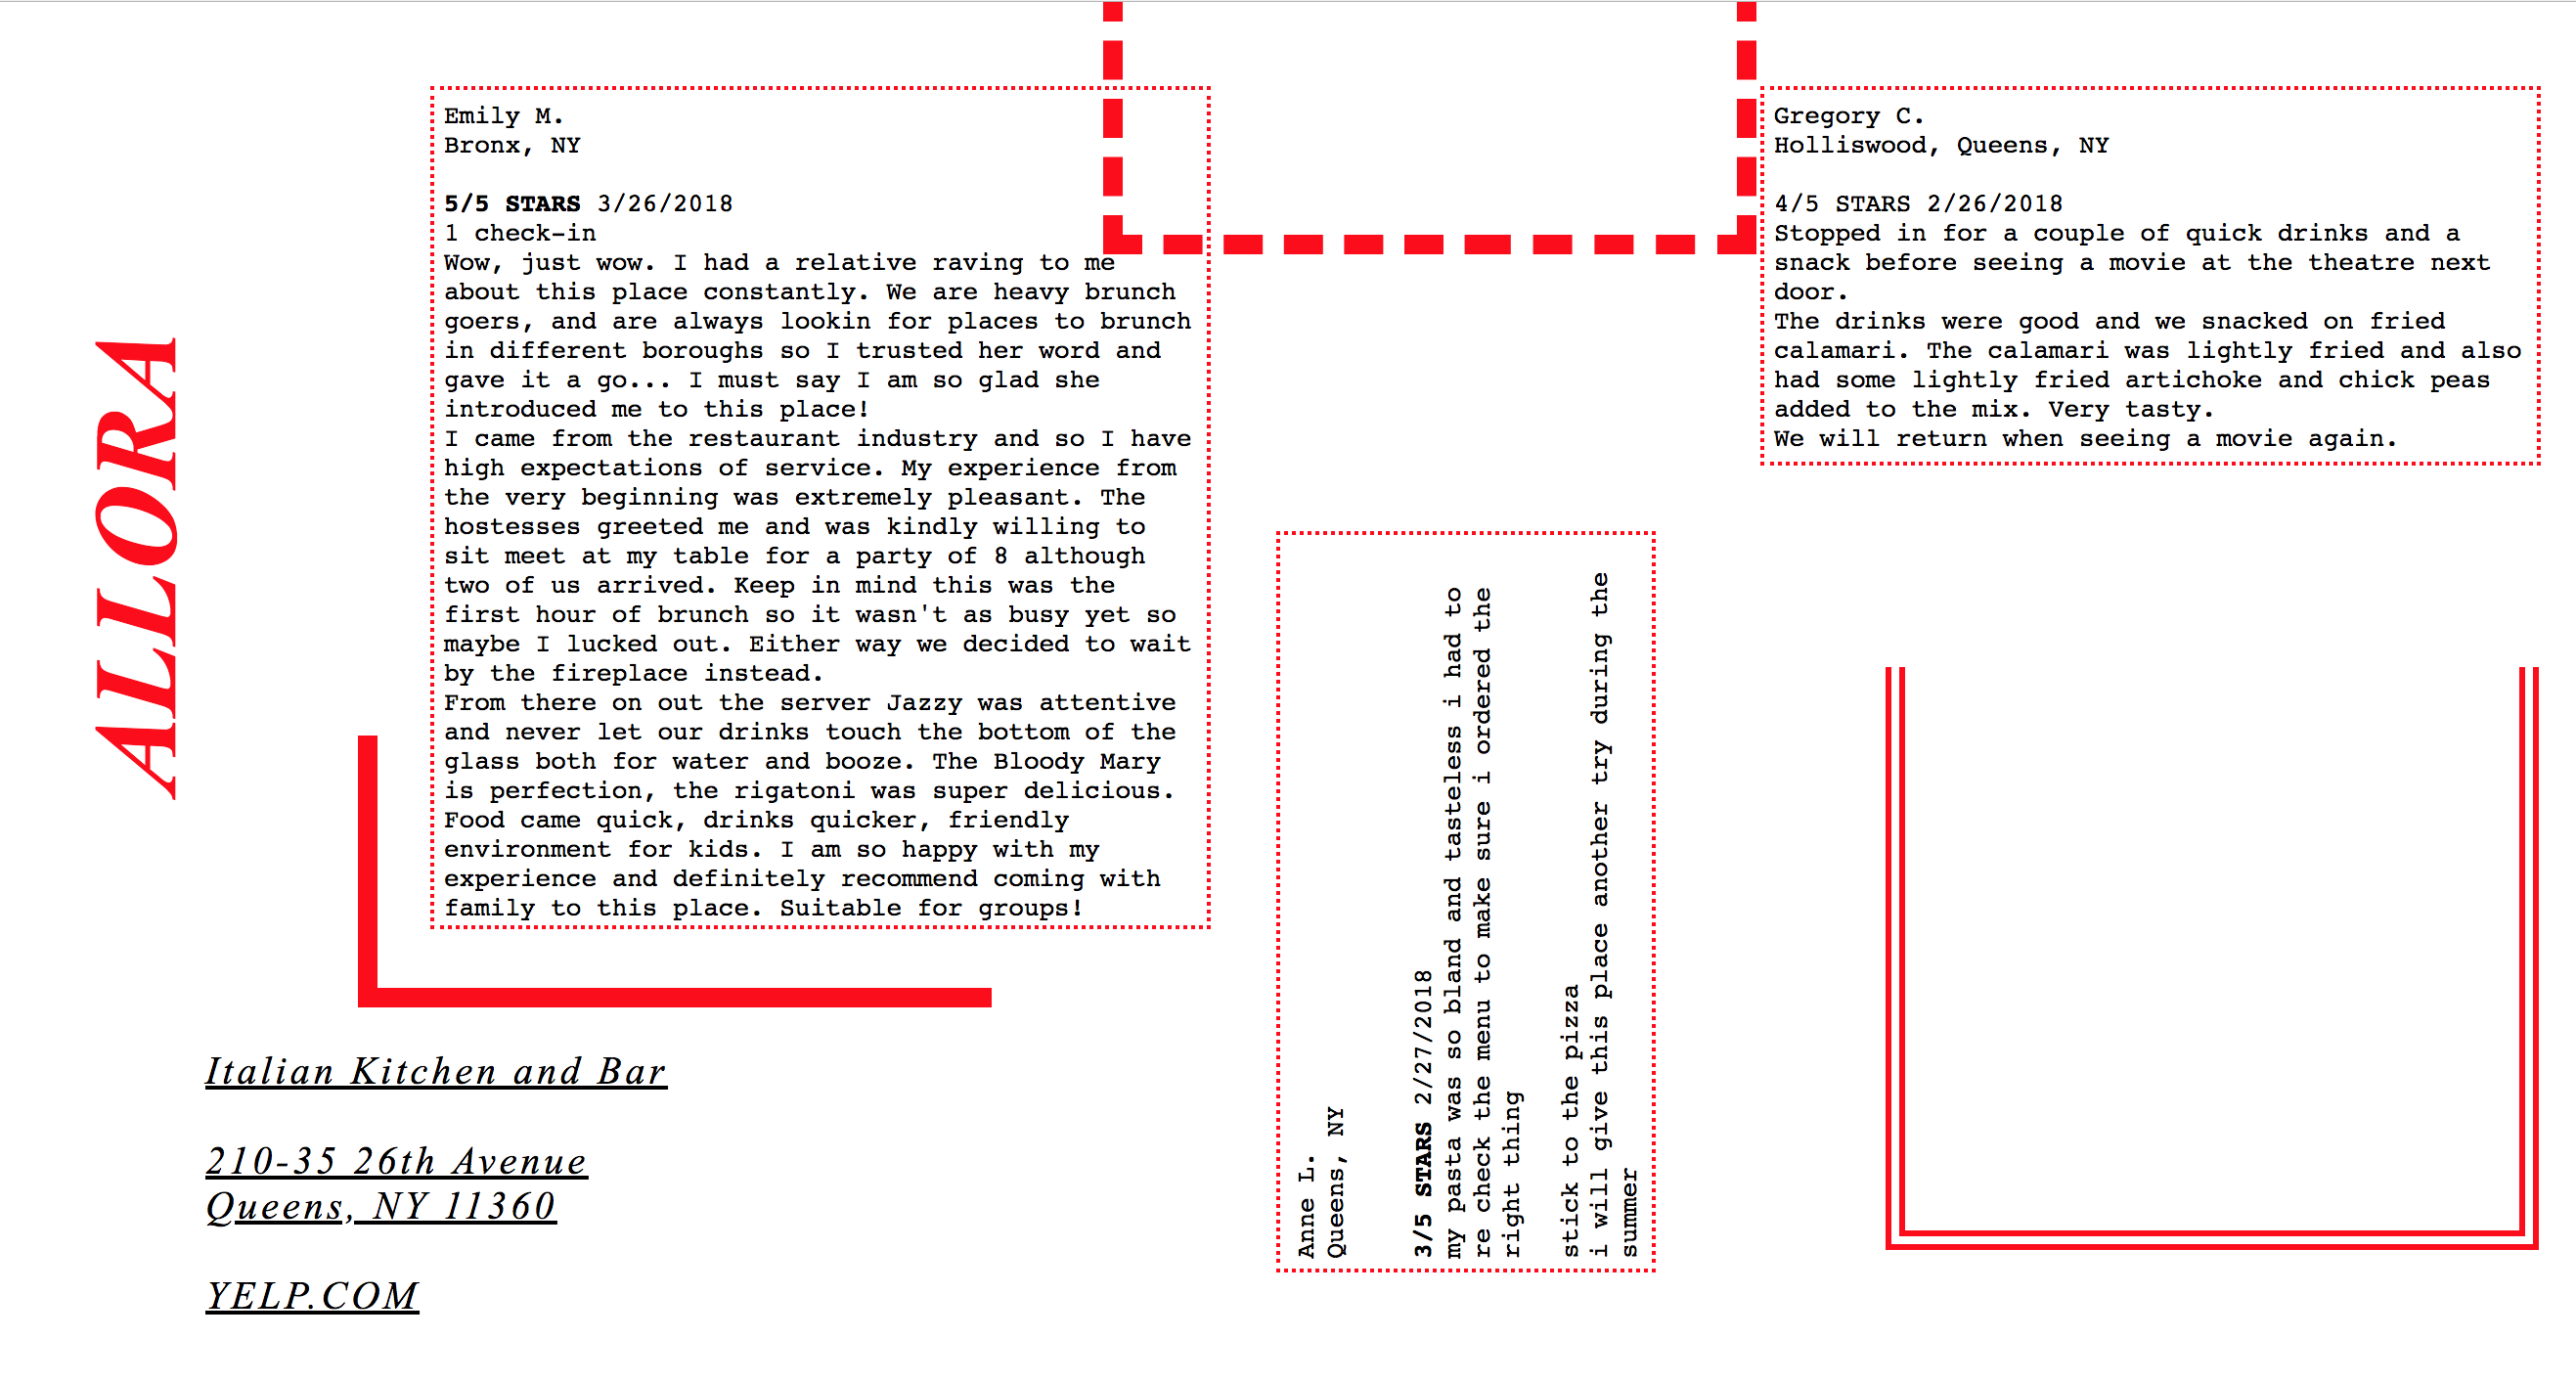 ALLORA
Emily M.
Bronx, NY
5/5 STARS 3/26/2018
1 check-in
Wow, just wow. I had a relative raving to me
about this place constantly. We are heavy brunch
goers, and are always lookin for places to brunch
in different boroughs so I trusted her word and
gave it a go... I must say I am so glad she
introduced me to this place!
I came from the restaurant industry and so I have
high expectations of service. My experience from
the very beginning was extremely pleasant. The
hostesses greeted me and was kindly willing to
sit meet at my table for a party of 8 although
two of us arrived. Keep in mind this was the
first hour of brunch so it wasn't as busy yet so
maybe I lucked out. Either way we decided to wait
by the fireplace instead.
From there on out the server Jazzy was attentive
and never let our drinks touch the bottom of the
glass both for water and booze. The Bloody Mary
is perfection, the rigatoni was super delicious.
Food came quick, drinks quicker, friendly
environment for kids. I am so happy with my
experience and definitely recommend coming with
family to this place. Suitable for groups!
Anne L.
Queens, NY
3/5 STARS 2/27/2018
my pasta was so bland and tasteless i had to
re check the menu to make sure i ordered the
right thing
stick to the pizza
i will give this place another try during the
summer
Gregory C.
Holliswood, Queens, NY
4/5 STARS 2/26/2018
Stopped in for a couple of quick drinks and a
snack before seeing a movie at the theatre next
door.
The drinks were good and we snacked on fried
calamari. The calamari was lightly fried and also
had some lightly fried artichoke and chick peas
added to the mix. Very tasty.
We will return when seeing a movie again.
Italian Kitchen and Bar
210-35 26th Avenue
Queens, NY 11360
YELP.COM